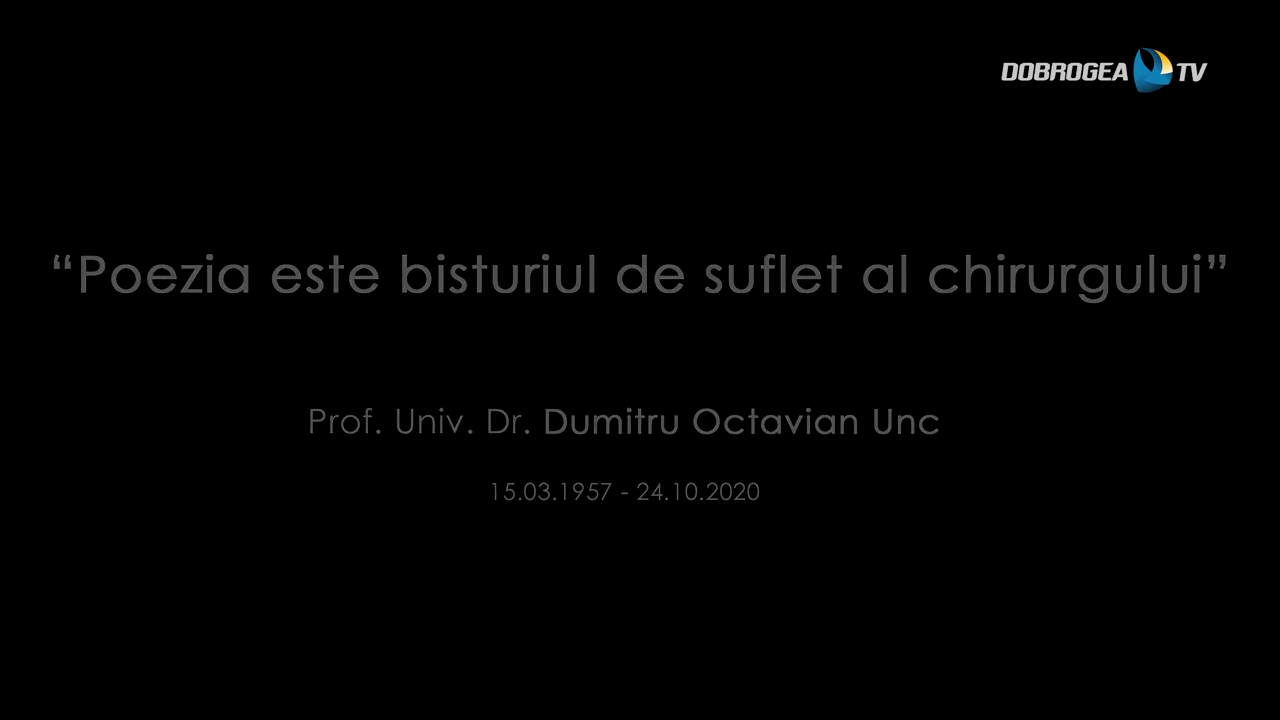 DOBROGEA TV
“Poezia este bisturiul de suflet al chirurgului”
Prof. Univ. Dr. Dumitru Octavian Unc
15.03.1957 - 24.10.2020